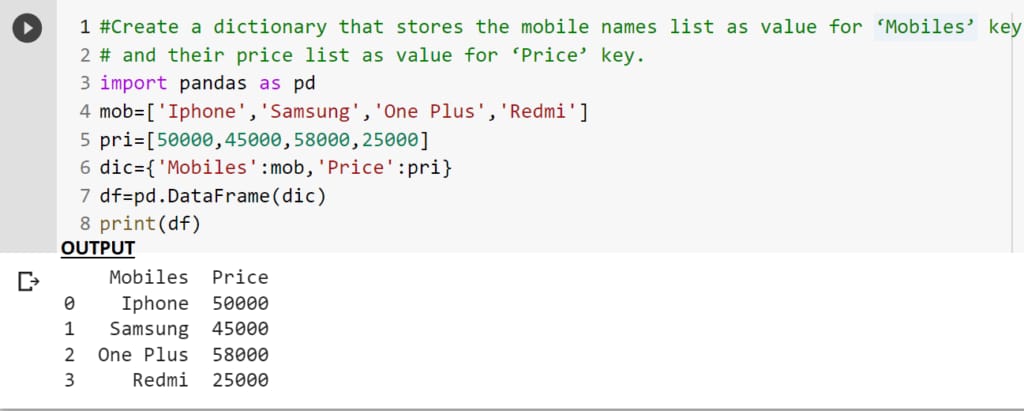 1 #Create a dictionary that stores the mobile names list as value for ‘Mobiles’ key
2 # and their price list as value for ‘Price’ key.
3 import pandas as pd
4 mob=['Iphone','Samsung','One Plus','Redmi']
5 pri=[50000,45000,58000,25000]
6 dic={'Mobiles':mob,'Price':pri}
7 df=pd.DataFrame(dic)
8 print(df)
OUTPUT
    Mobiles  Price
0    Iphone  50000
1   Samsung  45000
2  One Plus  58000
3     Redmi  25000